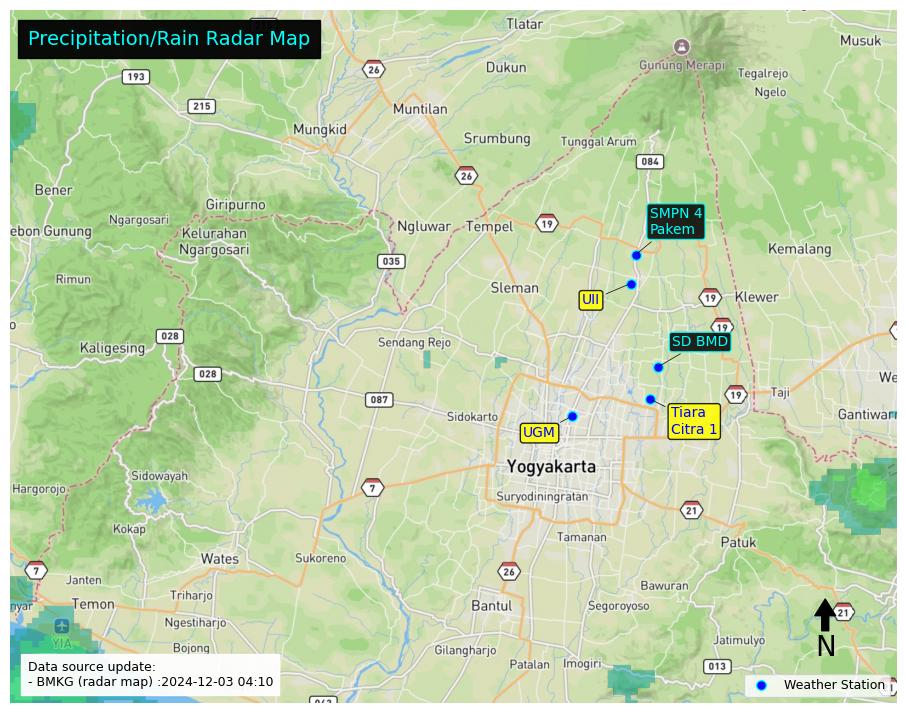 Precipitation/Rain Radar Map
Tlatar
Musuk
26
Dukun
Gunung Merapi
193
Tegalrejo
Ngelo
215
Muntilan
Mungkid
Srumbung
Tunggal Arum
084
26
Bener
Giripurno
SMPN 4
Pakem
Ngargosari
Ngluwar
Tempel
19
ebon Gunung
Kelurahan
Ngargosari
Kemalang
035
Rimun
Sleman
UII
19
Klewer
19
028
Sendang Rejo
SD BMD
Kaligesing
028
We
087
19
Taji
Sidokarto
Tiara
Citra 1
Gantiwar
UGM
Yogyakarta
Sidowayah
Hargorojo
7
Suryodiningratan
21
Kokap
Tamanan
Patuk
Wates
Sukoreno
7
26
Janten
Bawuran
Triharjo
nyar
Temon
Bantul
Segoroyoso
21
Ngestiharjo
YIA
N
Bojong
Gilangharjo
Jatimulyo
Patalan
Imogiri
013
Data source update:
- BMKG (radar map) :2024-12-03 04:10
Weather Station